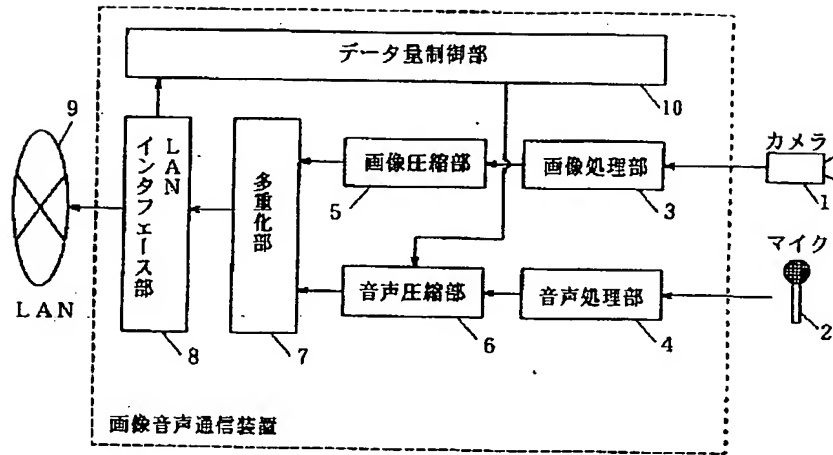 データ量制御部
10
9
LAN
インタフェース部
多重化部
画像圧縮部
画像処理部
カメラ
5
3
1
マイク
音声圧縮部
音声処理部
LAN
8
7
6
4
2
画像音声通信装置